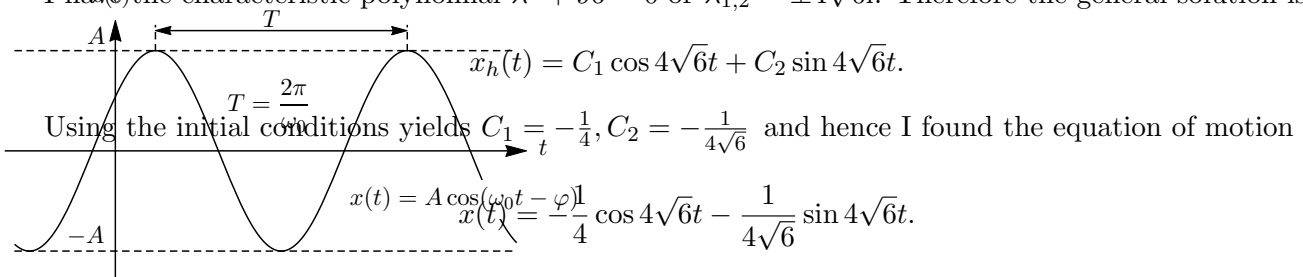 I have the characteristic polynomial λ² + 96 = 0 or λ₁,₂ = ±4√6i. Therefore the general solution is
T
A
x_h(t) = C₁ cos 4√6t + C₂ sin 4√6t.
T = 2π/ω₀
Using the initial conditions yields C₁ = −1/4, C₂ = −1/(4√6) and hence I found the equation of motion
t
x(t) = A cos(ω₀t − φ)
x(t) = −1/4 cos 4√6t − 1/(4√6) sin 4√6t.
−A